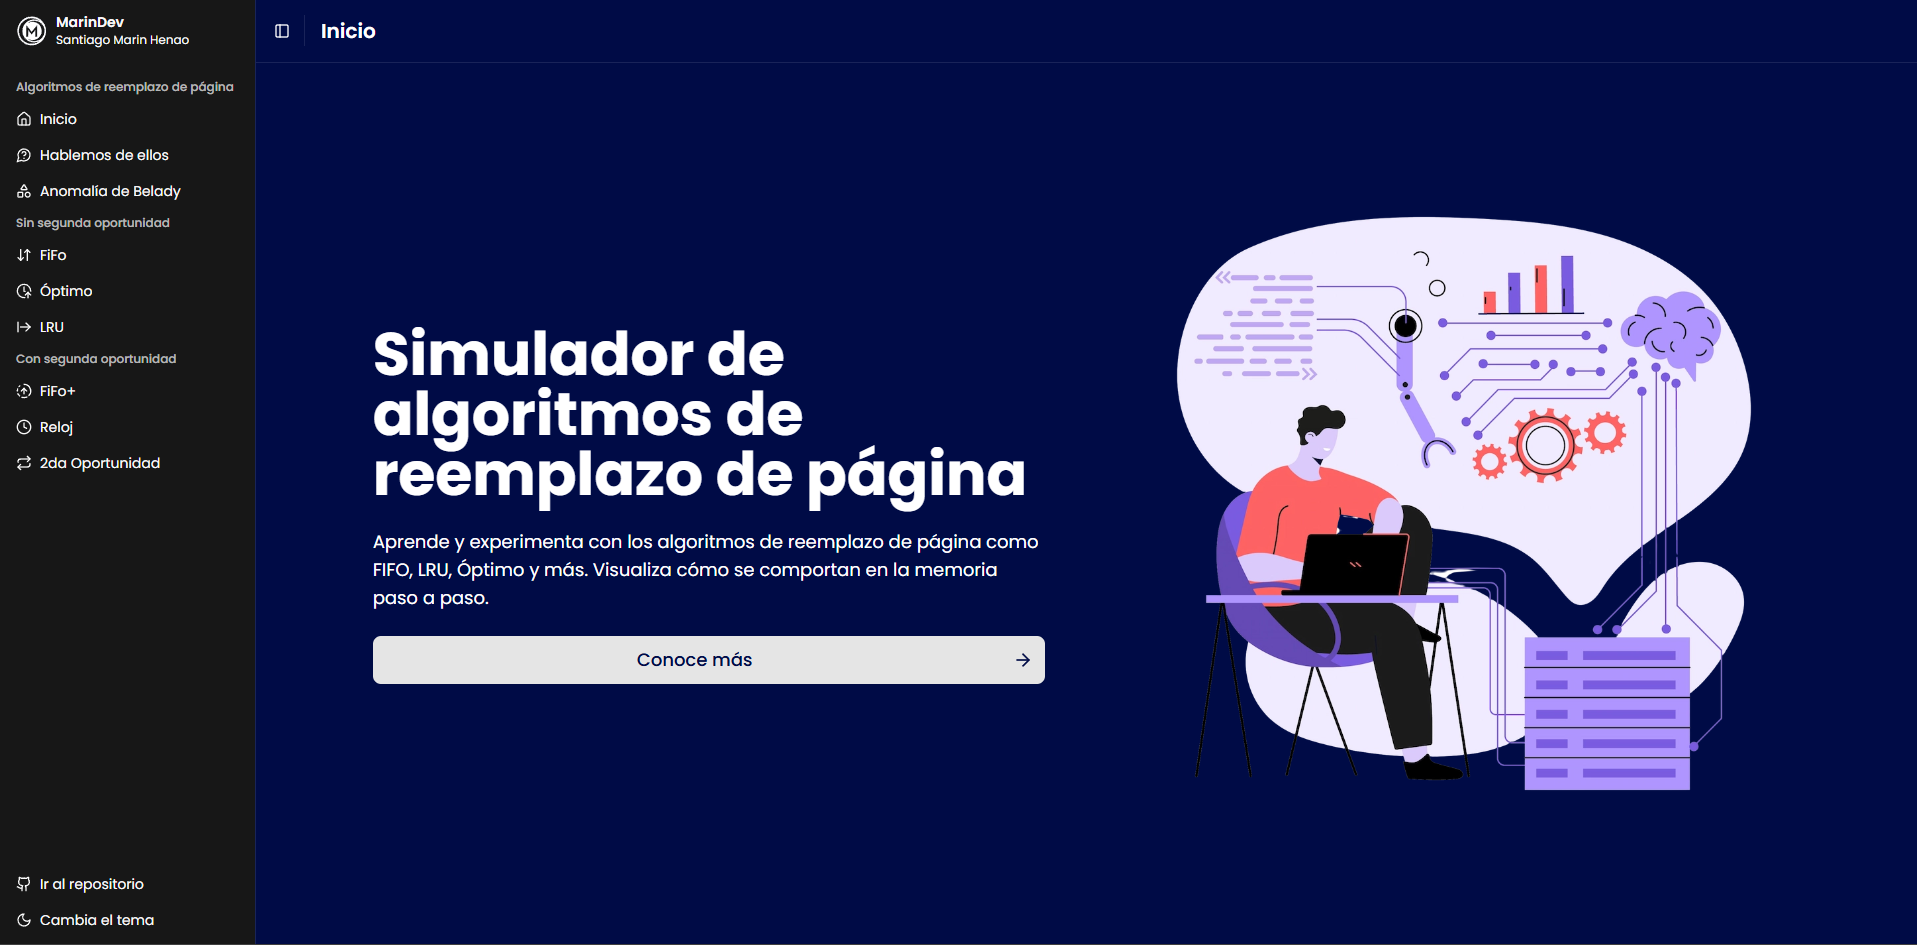 MarinDev
Santiago Marin Henao
Algoritmos de reemplazo de página
Inicio
Hablemos de ellos
Anomalía de Belady
Sin segunda oportunidad
FiFo
Óptimo
LRU
Con segunda oportunidad
FiFo+
Reloj
2da Oportunidad
Ir al repositorio
Cambia el tema
Inicio
Simulador de
algoritmos de
reemplazo de página
Aprende y experimenta con los algoritmos de reemplazo de página como
FIFO, LRU, Óptimo y más. Visualiza cómo se comportan en la memoria
paso a paso.
Conoce más